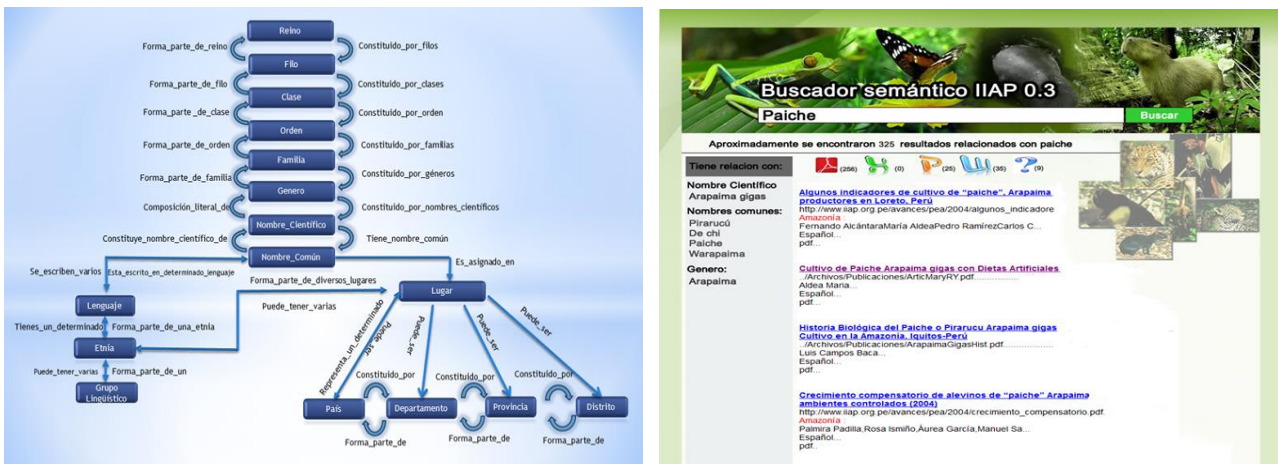 Reino
Forma_parte_de_reino
Constituido_por_filos
Filo
Forma_parte_de_filo
Constituido_por_clases
Clase
Forma_parte _de_clase
Constituido_por_orden
Orden
Forma_parte_de_orden
Constituido_por_familias
Familia
Forma_parte_de_familia
Constituido_por_géneros
Genero
Composición_literal_de
Constituido_por_nombres_científicos
Nombre_Científico
Constituye_nombre_científico_de
Tiene_nombre_común
Nombre_Común
Se_escriben_varios
Esta_escrito_en_determinado_lenguaje
Es_asignado_en
Forma_parte_de_diversos_lugares
Lugar
Lenguaje
Puede_tener_varias
Tienes_un_determinado
Forma_parte_de_una_etnia
Etnia
Puede_tener_varias
Forma_parte_de_un
Grupo
Lingüístico
Representa_un_determinado
Puede_ser
Puede_ser
Puede_ser
Puede_ser
Constituido_por
Constituido_por
Constituido_por
País
Departamento
Provincia
Distrito
Forma_parte_de
Forma_parte_de
Forma_parte_de
Buscador semántico IIAP 0.3
Paiche
Buscar
Aproximadamente se encontraron 325 resultados relacionados con paiche
Tiene relacion con:
(256) (0) (25) (35) (9)
Nombre Científico
Arapaima gigas
Nombres comunes:
Pirarucú
De chi
Paiche
Warapaima
Genero:
Arapaima
Algunos indicadores de cultivo de "paiche", Arapaima
productores en Loreto, Perú
http://www.iiap.org.pe/avances/pea/2004/algunos_indicadore
Amazonía :
Fernando AlcántaraMaría AldeaPedro RamírezCarlos C...
Español...
pdf...
Cultivo de Paiche Arapaima gigas con Dietas Artificiales
../Archivos/Publicaciones/ArticMaryRY.pdf..................
Aldea Maria...
Español...
pdf...
Historia Biológica del Paiche o Pirarucu Arapaima gigas
Cultivo en la Amazonía, Iquitos-Perú
../Archivos/Publicaciones/ArapaimaGigasHist.pdf...................
Luis Campos Baca...
Español...
pdf...
Crecimiento compensatorio de alevinos de "paiche" Arapaima
ambientes controlados (2004)
http://www.iiap.org.pe/avances/pea/2004/crecimiento_compensatorio.pdf.
Amazonía :
Palmira Padilla,Rosa Ismiño,Áurea García,Manuel Sa...
Español...
pdf..